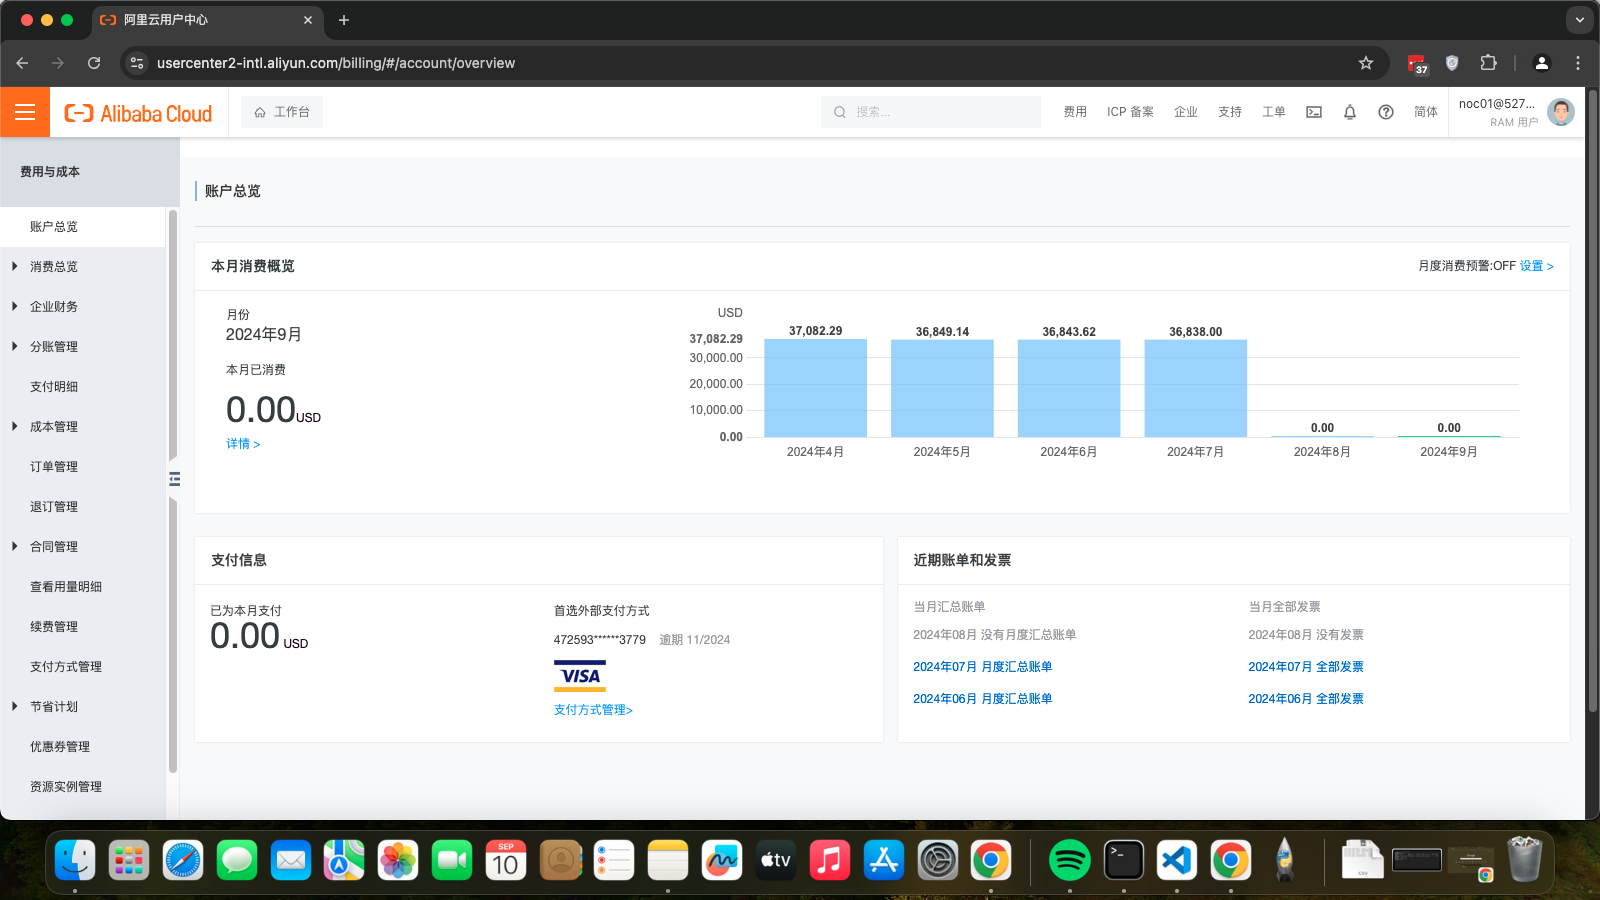 阿里云用户中心
usercenter2-intl.aliyun.com/billing/#/account/overview
37
Alibaba Cloud
工作台
搜索...
费用
ICP 备案
企业
支持
工单
简体
noc01@527...
RAM 用户
费用与成本
账户总览
消费总览
企业财务
分账管理
支付明细
成本管理
订单管理
退订管理
合同管理
查看用量明细
续费管理
支付方式管理
节省计划
优惠券管理
资源实例管理
账户总览
本月消费概览
月度消费预警:OFF 设置 >
月份
2024年9月
本月已消费
0.00 USD
详情 >
USD
37,082.29
30,000.00
20,000.00
10,000.00
0.00
37,082.29
36,849.14
36,843.62
36,838.00
0.00
0.00
2024年4月
2024年5月
2024年6月
2024年7月
2024年8月
2024年9月
支付信息
已为本月支付
0.00 USD
首选外部支付方式
472593******3779 逾期 11/2024
VISA
支付方式管理>
近期账单和发票
当月汇总账单
2024年08月 没有月度汇总账单
2024年07月 月度汇总账单
2024年06月 月度汇总账单
当月全部发票
2024年08月 没有发票
2024年07月 全部发票
2024年06月 全部发票
SEP
10
tv
CSV